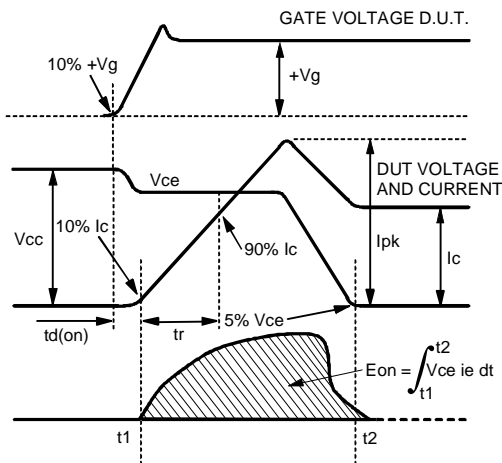 GATE VOLTAGE D.U.T.
10% +Vg
+Vg
Vce
DUT VOLTAGE
AND CURRENT
10% Ic
Vcc
90% Ic
Ipk
Ic
td(on)
tr
5% Vce
Eon = ∫ Vce ie dt
t2
t1
t1
t2